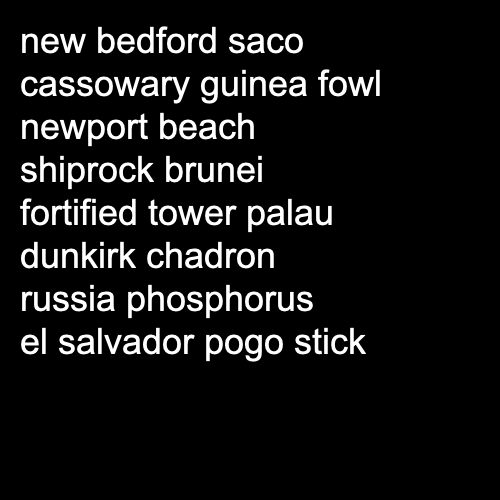 new bedford saco
cassowary guinea fowl
newport beach
shiprock brunei
fortified tower palau
dunkirk chadron
russia phosphorus
el salvador pogo stick